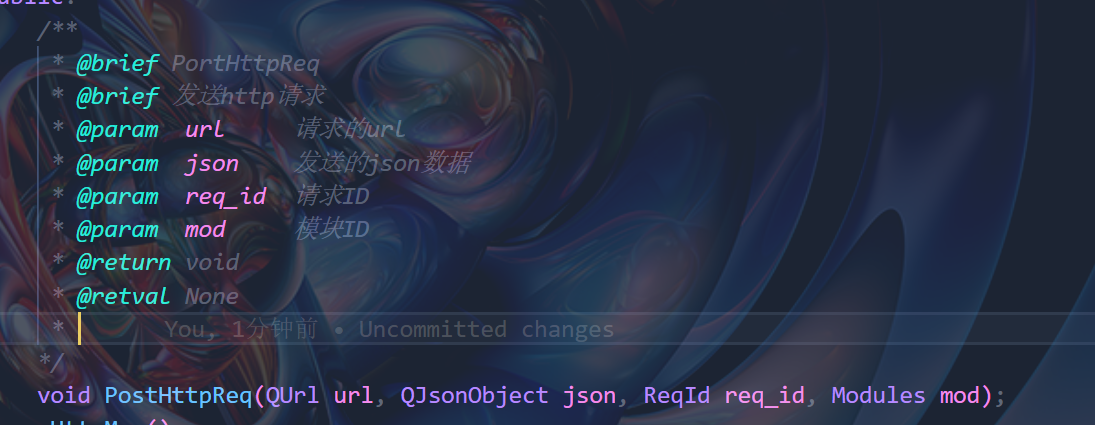 /**
* @brief PortHttpReq
* @brief 发送http请求
* @param url 请求的url
* @param json 发送的json数据
* @param req_id 请求ID
* @param mod 模块ID
* @return void
* @retval None
* You, 1分钟前 • Uncommitted changes
*/
void PostHttpReq(QUrl url, QJsonObject json, ReqId req_id, Modules mod);